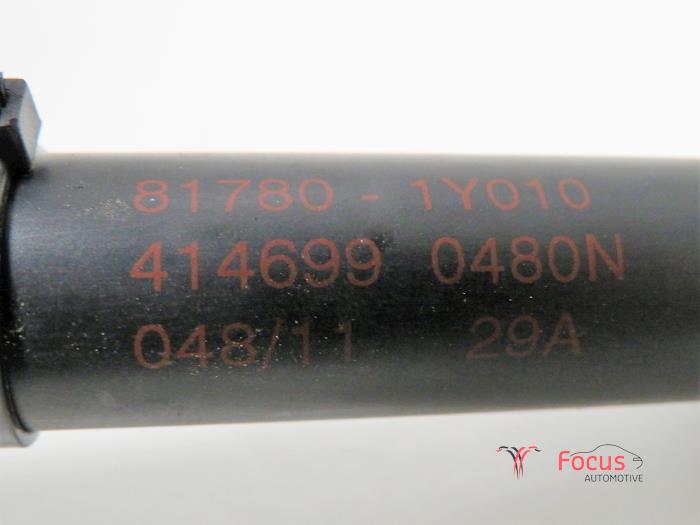 81780 - 1Y010
414699 0480N
048/11 29A
Focus
AUTOMOTIVE